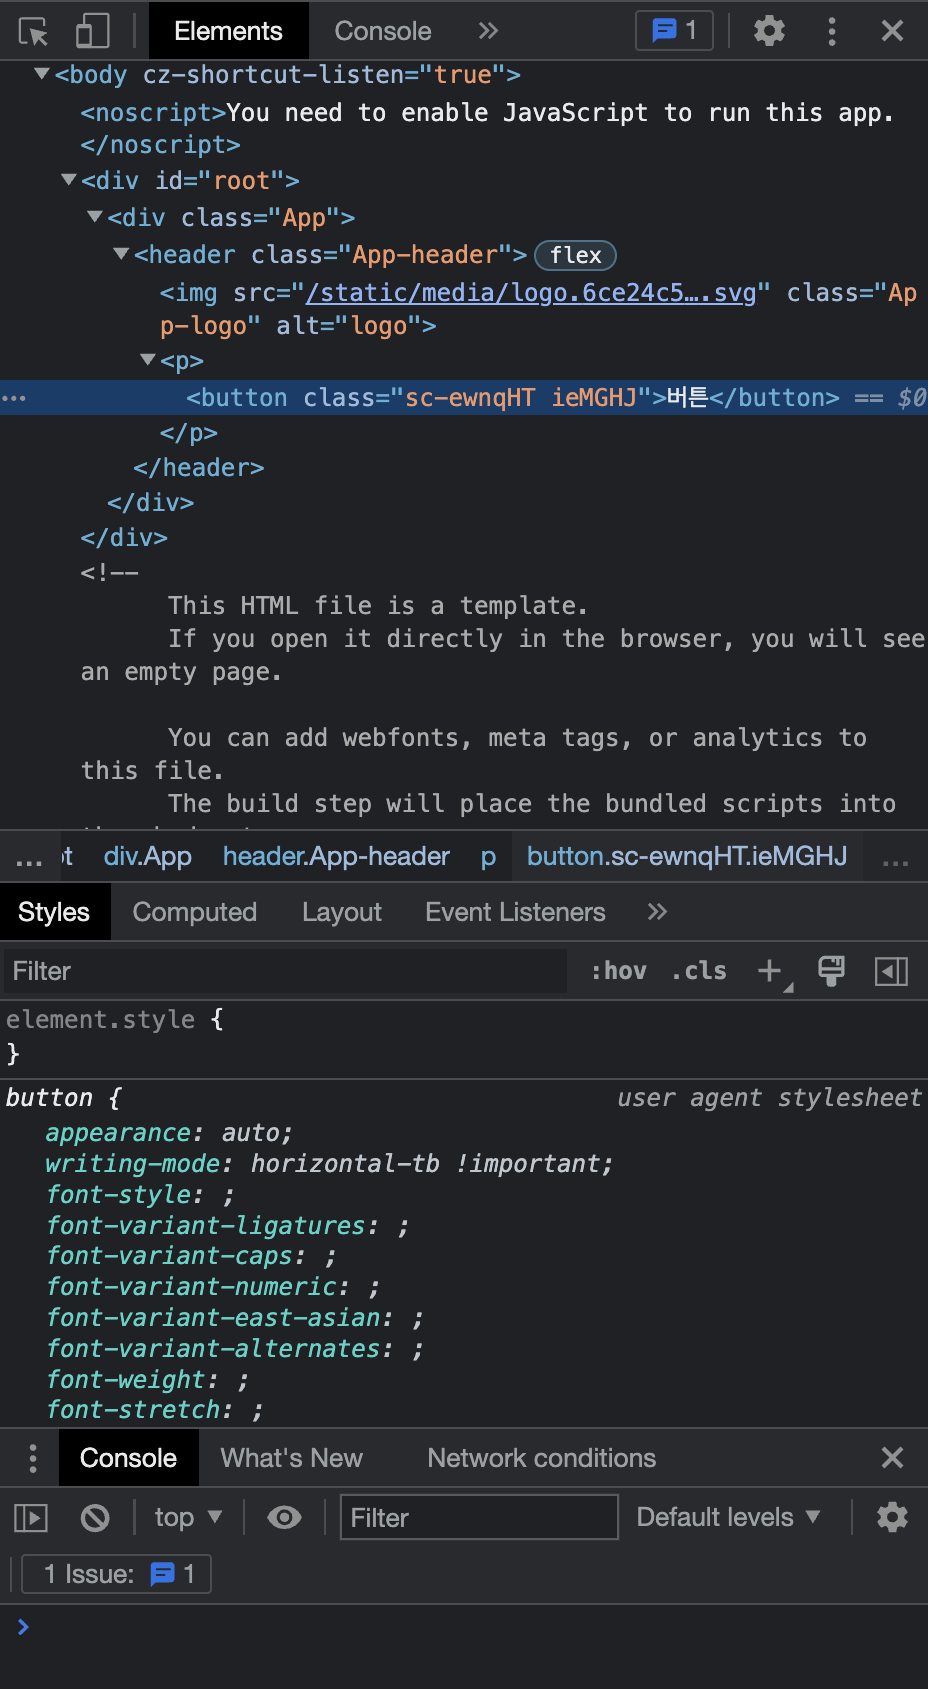 Elements Console » 1
<body cz-shortcut-listen="true">
<noscript>You need to enable JavaScript to run this app.
</noscript>
<div id="root">
<div class="App">
<header class="App-header"> flex
<img src="/static/media/logo.6ce24c5….svg" class="Ap
p-logo" alt="logo">
<p>
••• <button class="sc-ewnqHT ieMGHJ">버튼</button> == $0
</p>
</header>
</div>
</div>
<!--
This HTML file is a template.
If you open it directly in the browser, you will see
an empty page.
You can add webfonts, meta tags, or analytics to
this file.
The build step will place the bundled scripts into
... ot div.App header.App-header p button.sc-ewnqHT.ieMGHJ ...
Styles Computed Layout Event Listeners »
Filter :hov .cls +
element.style {
}
button { user agent stylesheet
appearance: auto;
writing-mode: horizontal-tb !important;
font-style: ;
font-variant-ligatures: ;
font-variant-caps: ;
font-variant-numeric: ;
font-variant-east-asian: ;
font-variant-alternates: ;
font-weight: ;
font-stretch: ;
Console What's New Network conditions
top ▼ Filter Default levels ▼
1 Issue: 1